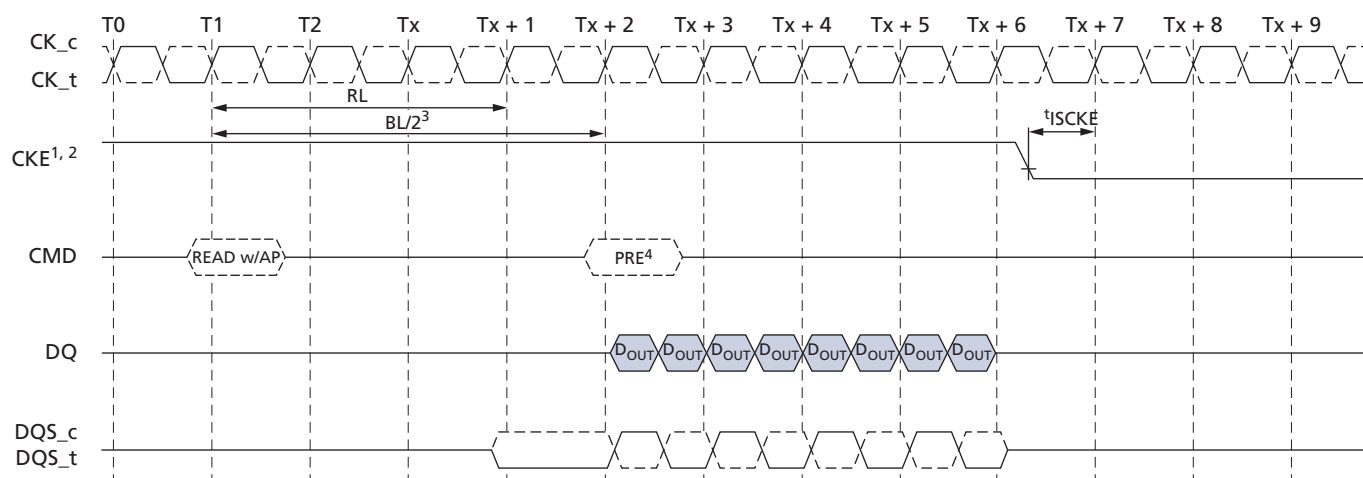 T0 T1 T2 Tx Tx + 1 Tx + 2 Tx + 3 Tx + 4 Tx + 5 Tx + 6 Tx + 7 Tx + 8 Tx + 9
CK_c
CK_t
RL
BL/2³
tISCKE
CKE1, 2
CMD READ w/AP PRE⁴
DQ DOUT DOUT DOUT DOUT DOUT DOUT DOUT DOUT
DQS_c
DQS_t